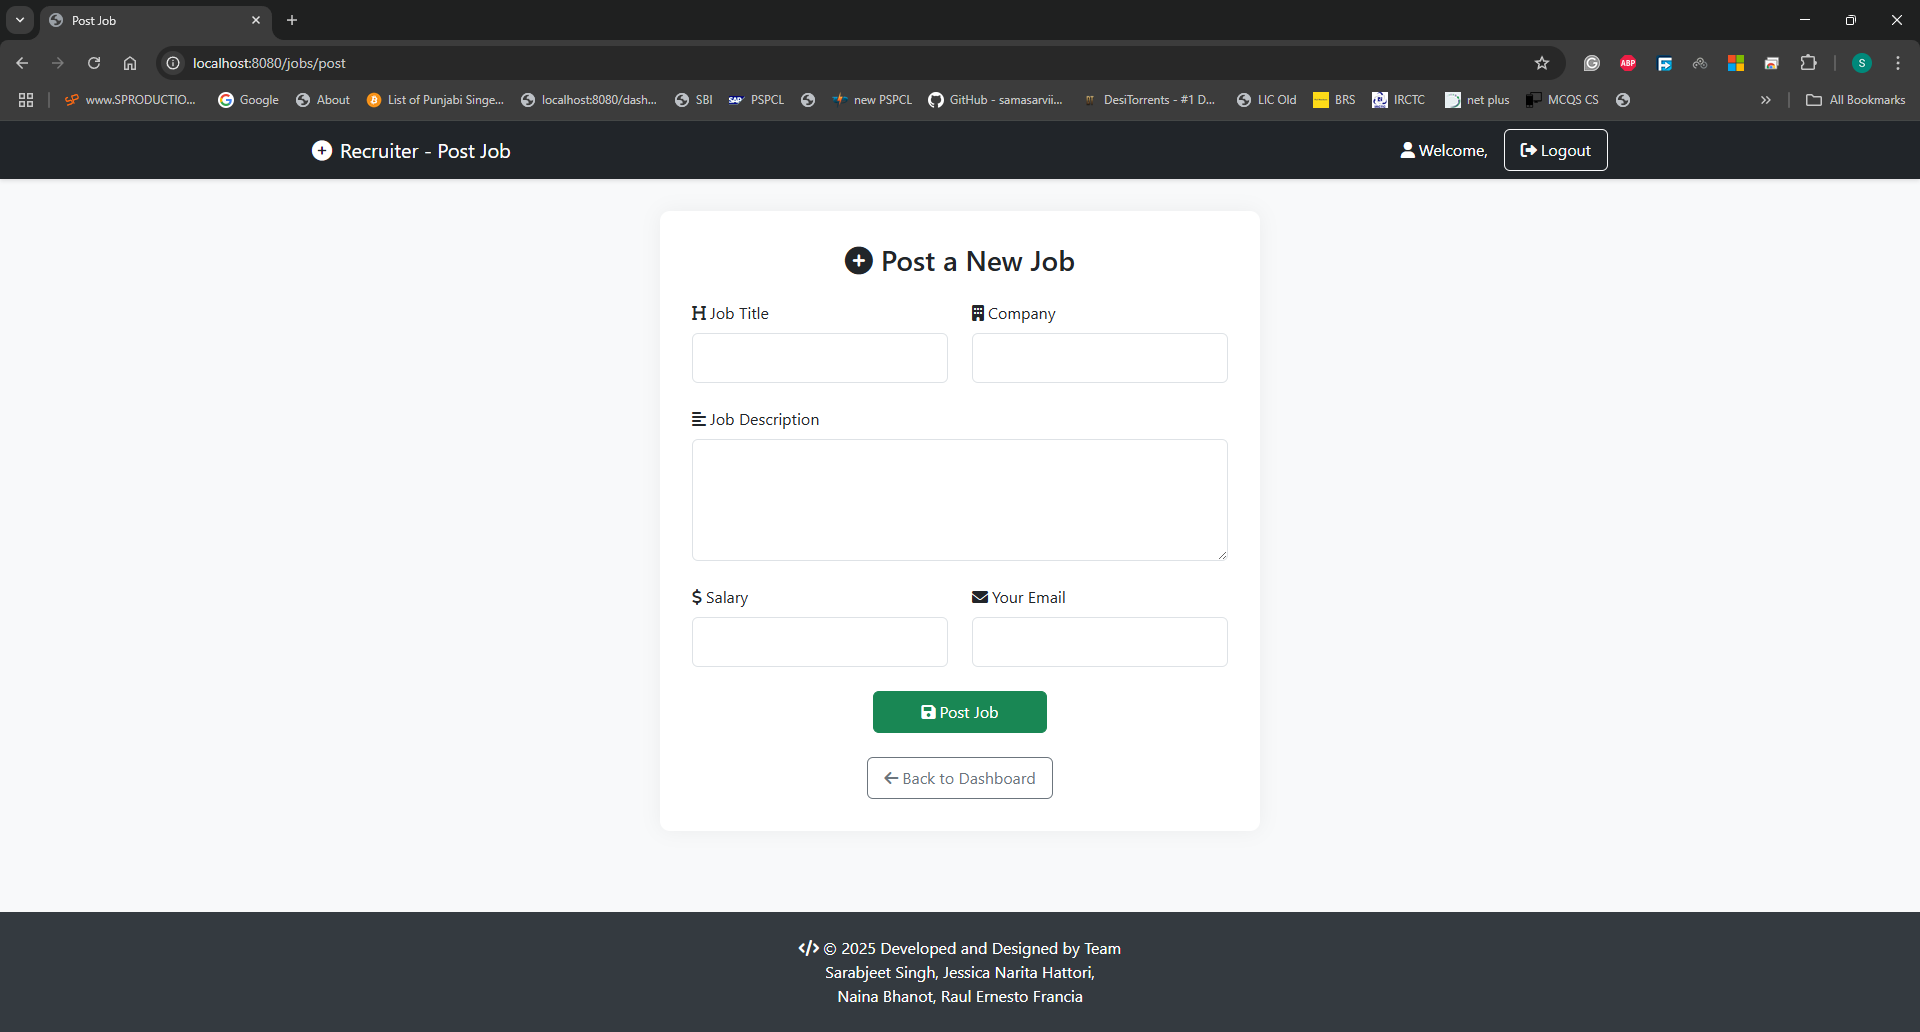 Post Job
localhost:8080/jobs/post
www.SPRODUCTIO... Google About List of Punjabi Singe... localhost:8080/dash... SBI SAP PSPCL new PSPCL GitHub - samasarvii... DesiTorrents - #1 D... LIC Old BRS IRCTC net plus MCQS CS All Bookmarks
Recruiter - Post Job Welcome, Logout
Post a New Job
Job Title Company
Job Description
$ Salary Your Email
Post Job
Back to Dashboard
</> © 2025 Developed and Designed by Team
Sarabjeet Singh, Jessica Narita Hattori,
Naina Bhanot, Raul Ernesto Francia